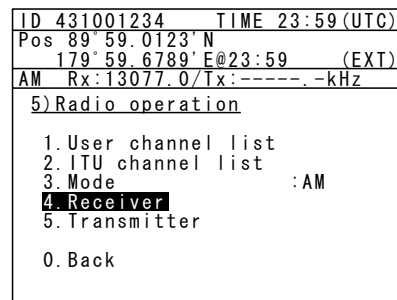 ID 431001234 TIME 23:59(UTC)
Pos 89°59.0123'N
179°59.6789'E@23:59 (EXT)
AM Rx:13077.0/Tx:-----.-kHz
5)Radio operation
1.User channel list
2.ITU channel list
3.Mode :AM
4.Receiver
5.Transmitter
0.Back